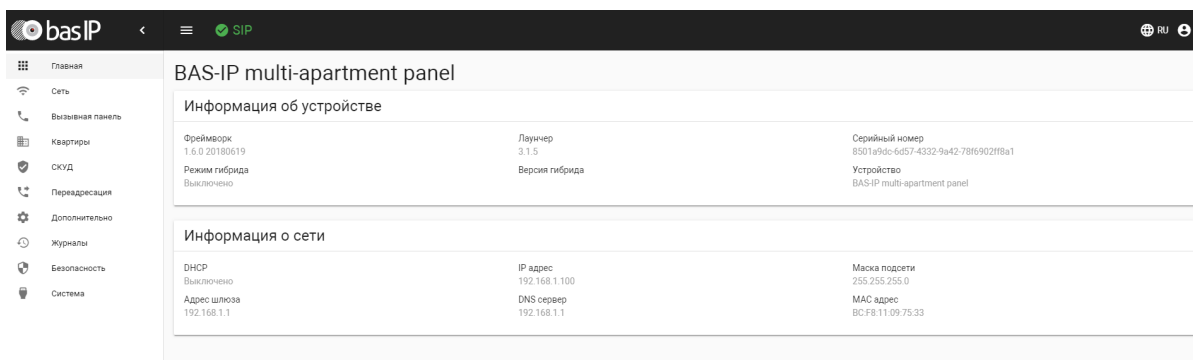 bas IP
SIP
RU
Главная
Сеть
Вызывная панель
Квартиры
СКУД
Переадресация
Дополнительно
Журналы
Безопасность
Система
BAS-IP multi-apartment panel
Информация об устройстве
Фреймворк
1.6.0 20180619
Лаунчер
3.1.5
Серийный номер
8501a9dc-6d57-4332-9a42-78f6902ff8a1
Режим гибрида
Выключено
Версия гибрида
Устройство
BAS-IP multi-apartment panel
Информация о сети
DHCP
Выключено
IP адрес
192.168.1.100
Маска подсети
255.255.255.0
Адрес шлюза
192.168.1.1
DNS сервер
192.168.1.1
MAC адрес
BC:F8:11:09:75:33